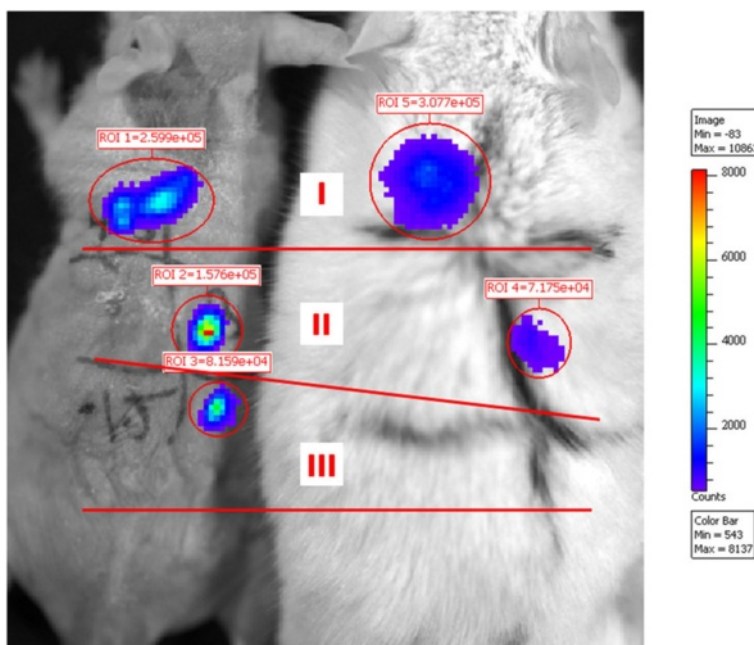 ROI 5=3.077e+05
ROI 1=2.599e+05
I
ROI 2=1.576e+05
ROI 4=7.175e+04
II
ROI 3=8.159e+04
III
Image
Min = -83
Max = 1086
8000
6000
4000
2000
Counts
Color Bar
Min = 543
Max = 8137